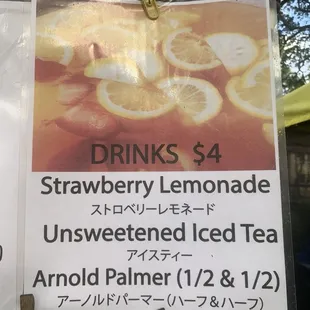 DRINKS $4
Strawberry Lemonade
ストロベリーレモネード
Unsweetened Iced Tea
アイスティー
Arnold Palmer (1/2 & 1/2)
アーノルドパーマー(ハーフ&ハーフ)